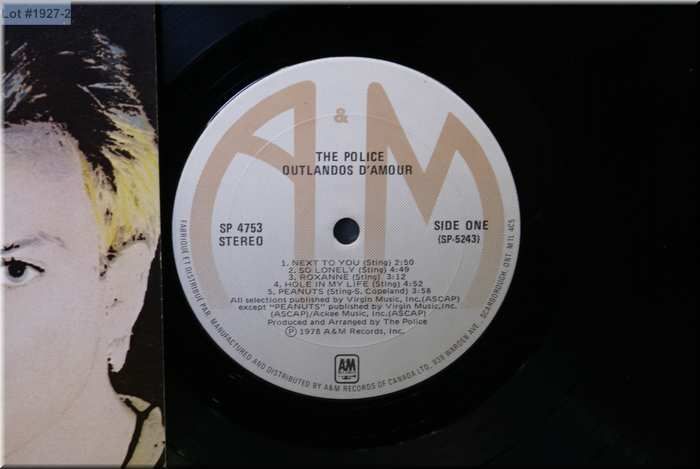 Lot #1927-2
A&M
THE POLICE
OUTLANDOS D'AMOUR
SP 4753
STEREO
SIDE ONE
(SP-5243)
1. NEXT TO YOU (Sting) 2:50
2. SO LONELY (Sting) 4:49
3. ROXANNE (Sting) 3:12
4. HOLE IN MY LIFE (Sting) 4:52
5. PEANUTS (Sting-S. Copeland) 3:58
All selections published by Virgin Music, Inc.(ASCAP)
except "PEANUTS" published by Virgin Music,Inc.
(ASCAP)/Ackee Music, Inc.(ASCAP)
Produced and Arranged by The Police
Ⓟ 1978 A&M Records, Inc.
AM
FABRIQUÉ ET DISTRIBUÉ PAR/MANUFACTURED AND DISTRIBUTED BY A&M RECORDS OF CANADA LTD., 939 WARDEN AVE., SCARBOROUGH, ONT. M1L 4C5